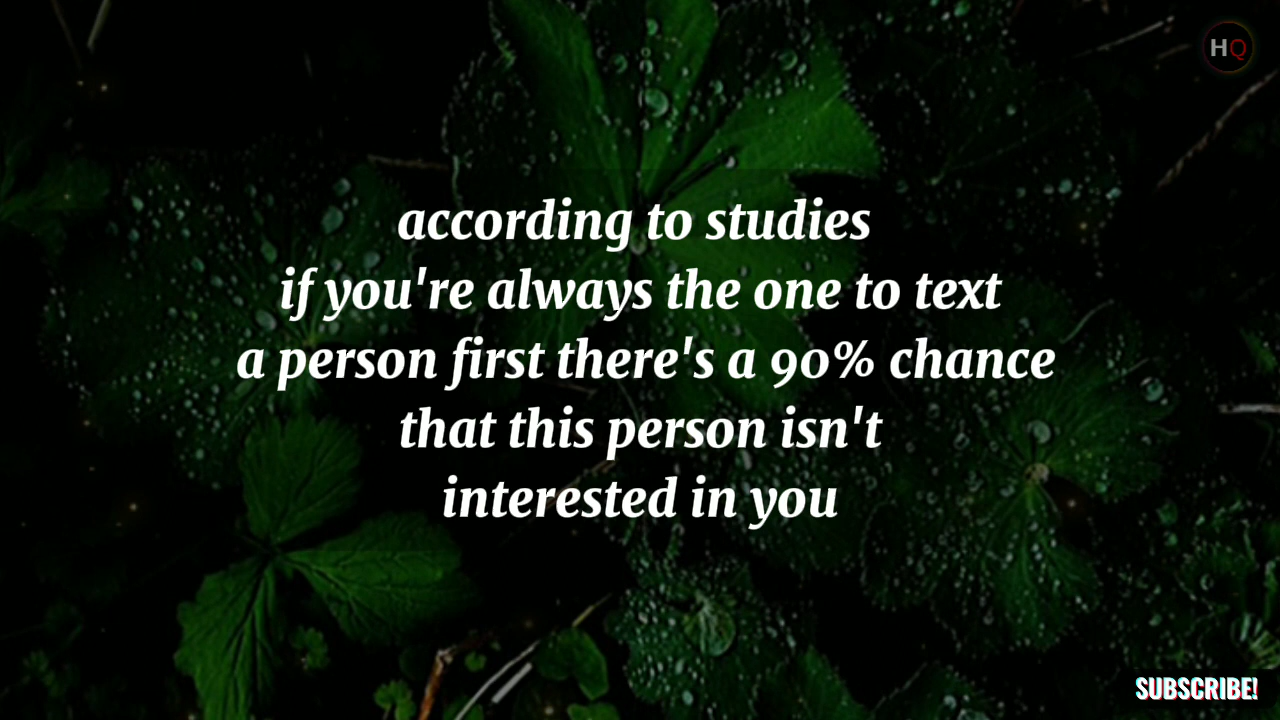 HQ
according to studies
if you're always the one to text
a person first there's a 90% chance
that this person isn't
interested in you
SUBSCRIBE!